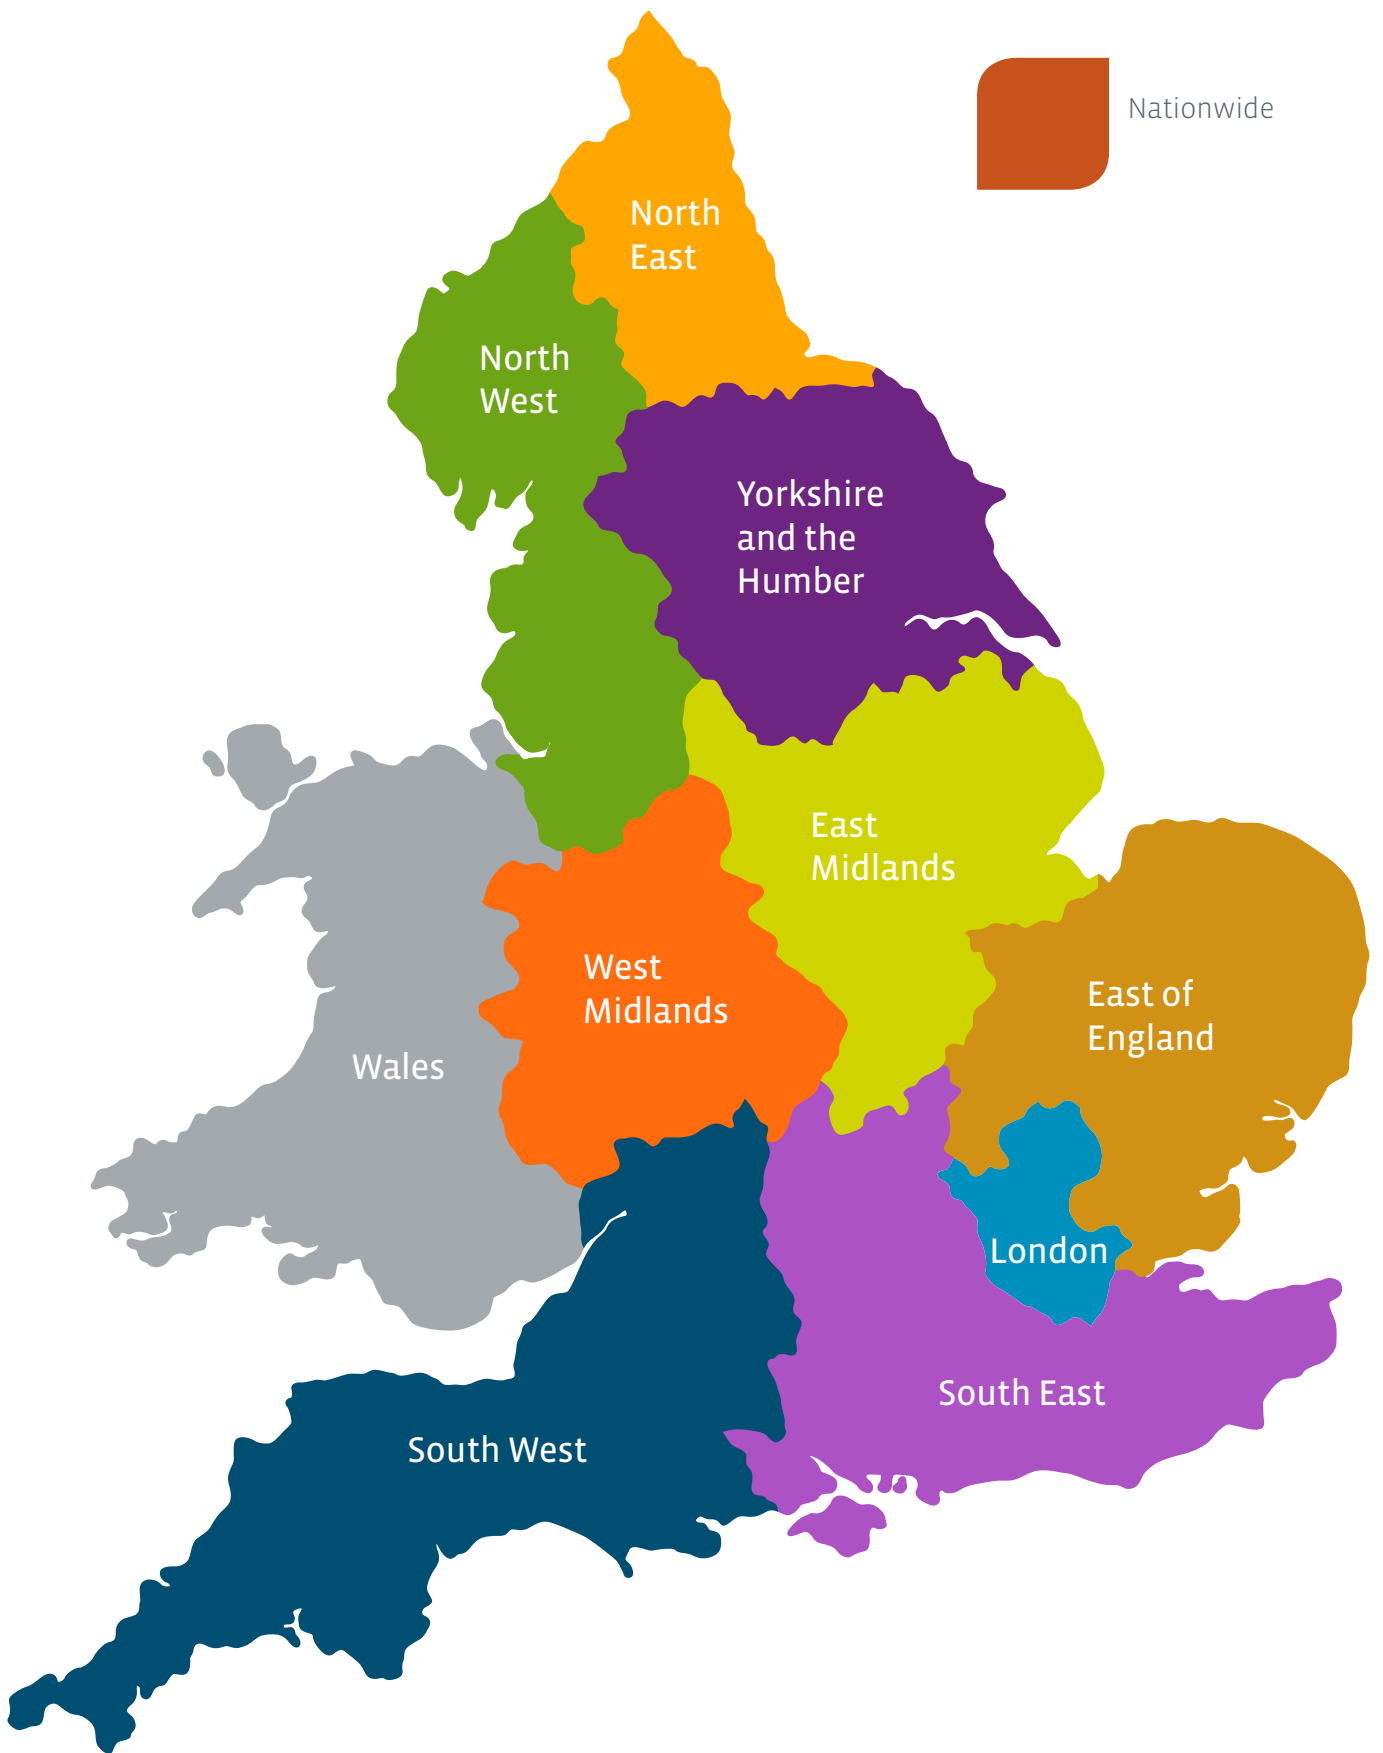 Nationwide
North
East
North
West
Yorkshire
and the
Humber
East
Midlands
West
Midlands
East of
England
Wales
London
South East
South West